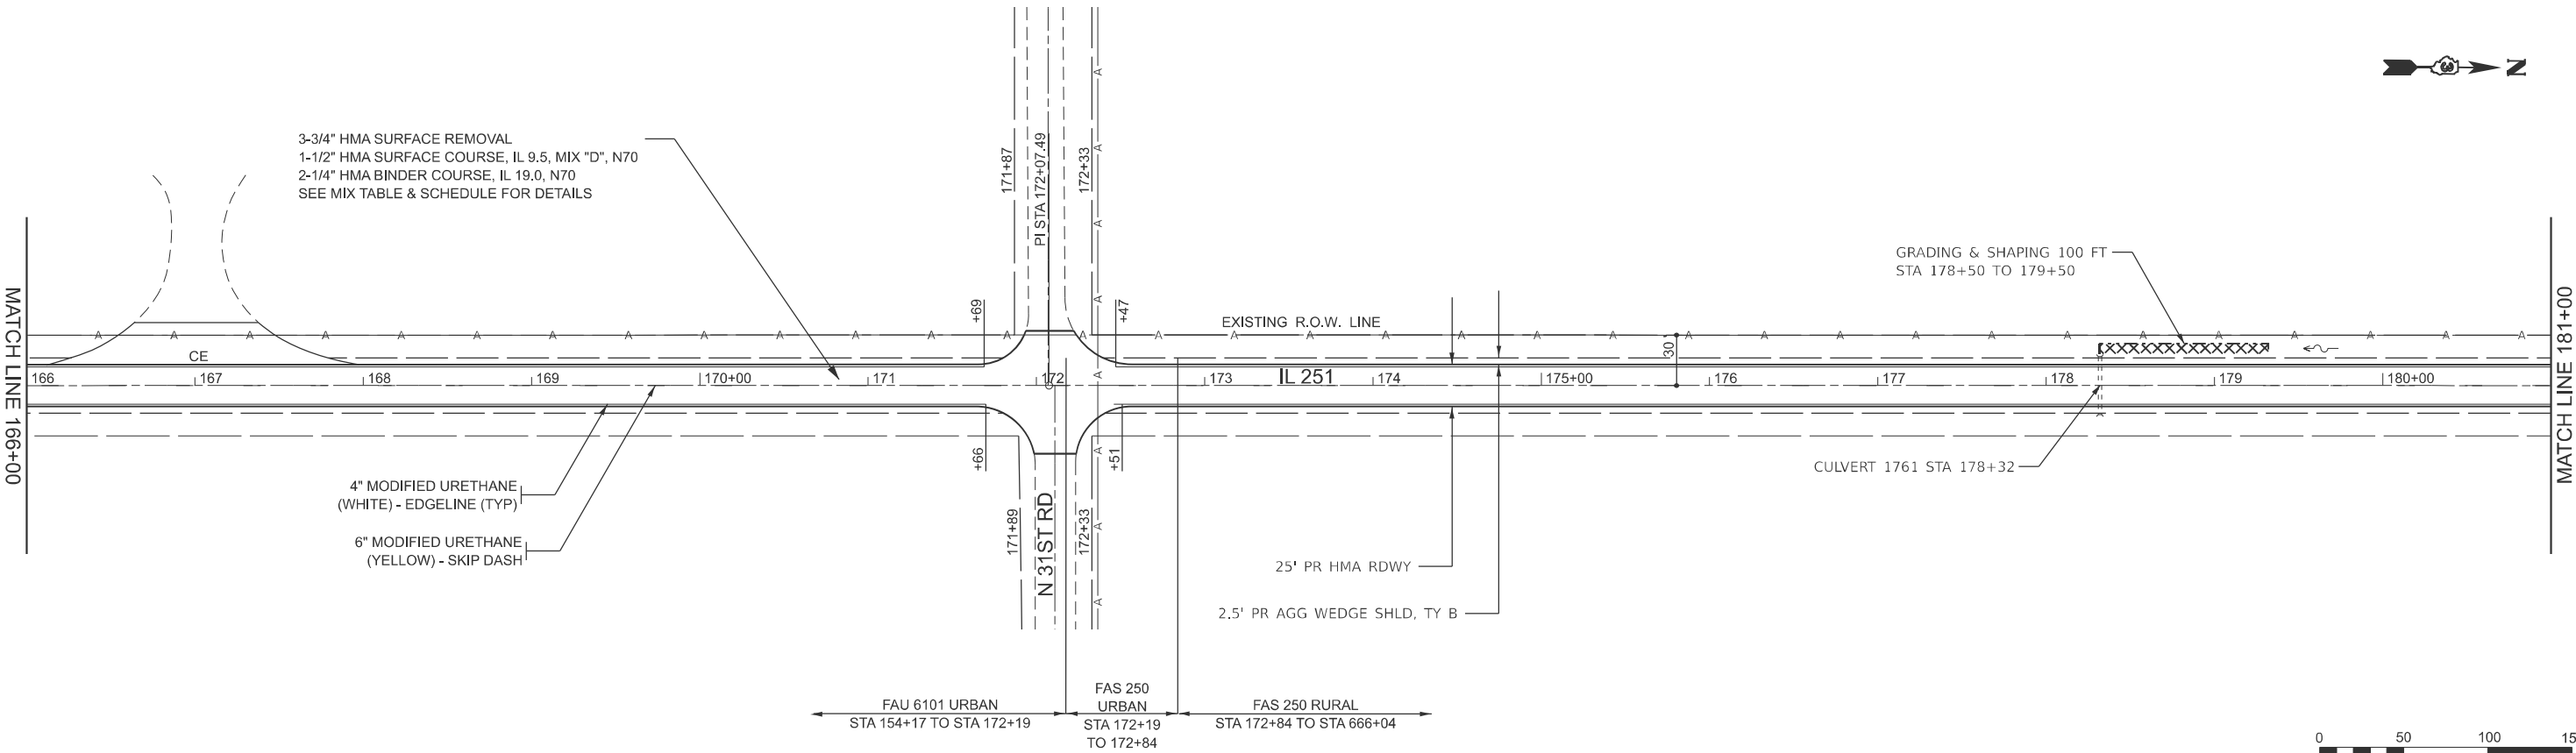 N
3-3/4" HMA SURFACE REMOVAL
1-1/2" HMA SURFACE COURSE, IL 9.5, MIX "D", N70
2-1/4" HMA BINDER COURSE, IL 19.0, N70
SEE MIX TABLE & SCHEDULE FOR DETAILS
171+87
PI STA 172+07.49
172+33
A
A
A
A
GRADING & SHAPING 100 FT
STA 178+50 TO 179+50
MATCH LINE 166+00
MATCH LINE 181+00
+69
+47
EXISTING R.O.W. LINE
30'
A A A A A A A A A A A A A A A A A A A A A A A A A A A A A A A A A
CE
166 167 168 169 170+00 171 172 173 IL 251 174 175+00 176 177 178 179 180+00
+66
+51
CULVERT 1761 STA 178+32
4" MODIFIED URETHANE
(WHITE) - EDGELINE (TYP)
6" MODIFIED URETHANE
(YELLOW) - SKIP DASH
171+89
N 31ST RD
172+33
A
A
A
A
25' PR HMA RDWY
2.5' PR AGG WEDGE SHLD, TY B
FAU 6101 URBAN
STA 154+17 TO STA 172+19
FAS 250
URBAN
STA 172+19
TO 172+84
FAS 250 RURAL
STA 172+84 TO STA 666+04
0 50 100 15